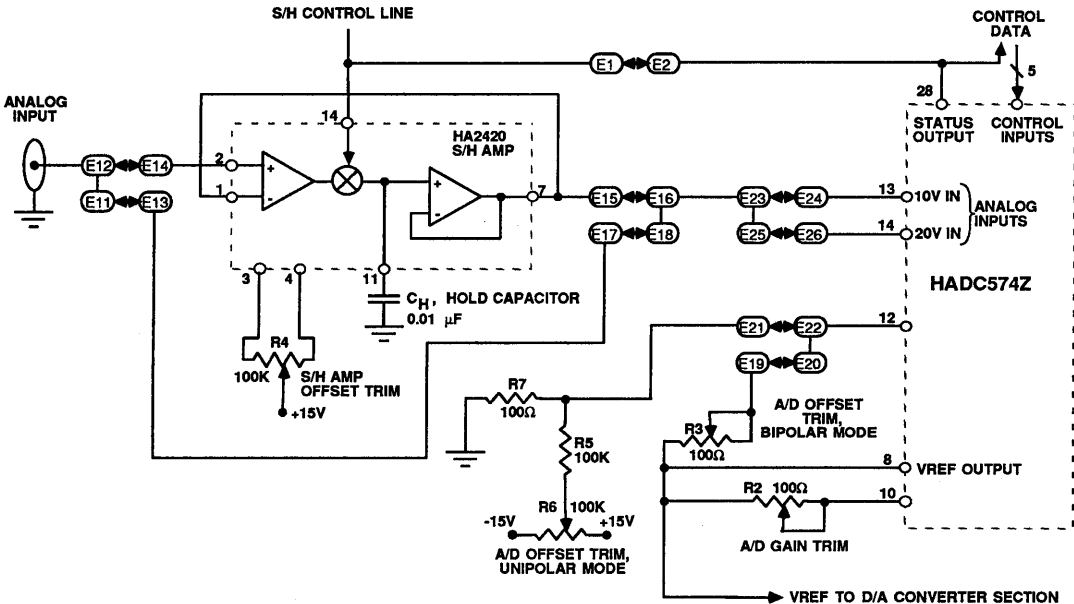 S/H CONTROL LINE
CONTROL
DATA
E1
E2
5
28
ANALOG
INPUT
14
HA2420
S/H AMP
STATUS
OUTPUT
CONTROL
INPUTS
E12
E14
2
+
-
+
-
1
7
E11
E13
E15
E16
E23
E24
13
10V IN
ANALOG
INPUTS
E17
E18
E25
E26
14
20V IN
3
4
11
HADC574Z
CH, HOLD CAPACITOR
0.01 μF
E21
E22
12
R4
100K
S/H AMP
OFFSET TRIM
+15V
E19
E20
R7
100Ω
A/D OFFSET
TRIM,
BIPOLAR MODE
R3
100Ω
R5
100K
8
VREF OUTPUT
R2 100Ω
10
R6 100K
-15V
+15V
A/D GAIN TRIM
A/D OFFSET TRIM,
UNIPOLAR MODE
VREF TO D/A CONVERTER SECTION